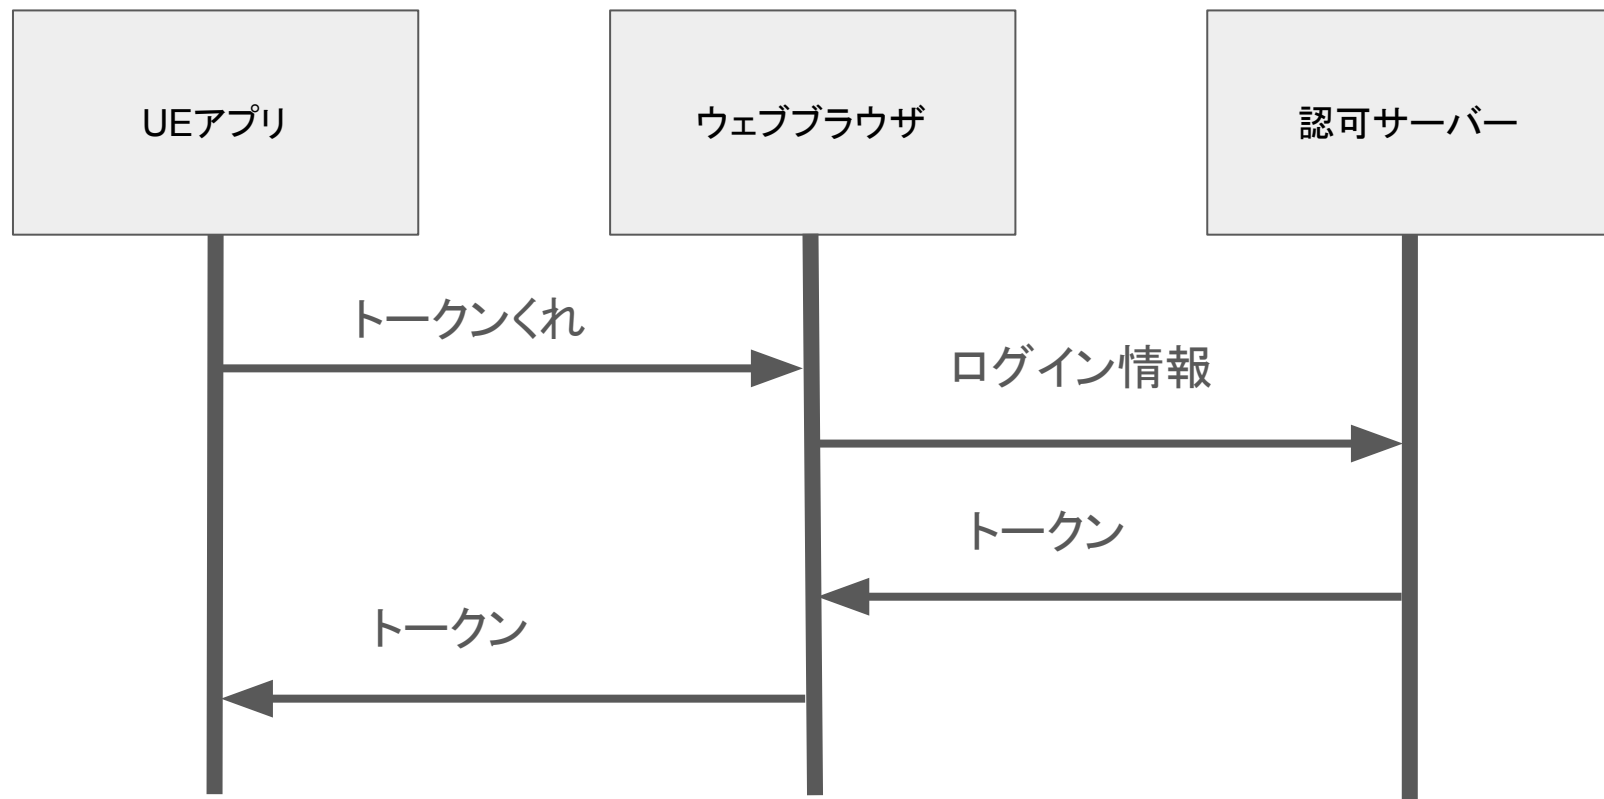 UEアプリ
ウェブブラウザ
認可サーバー
トークンくれ
ログイン情報
トークン
トークン